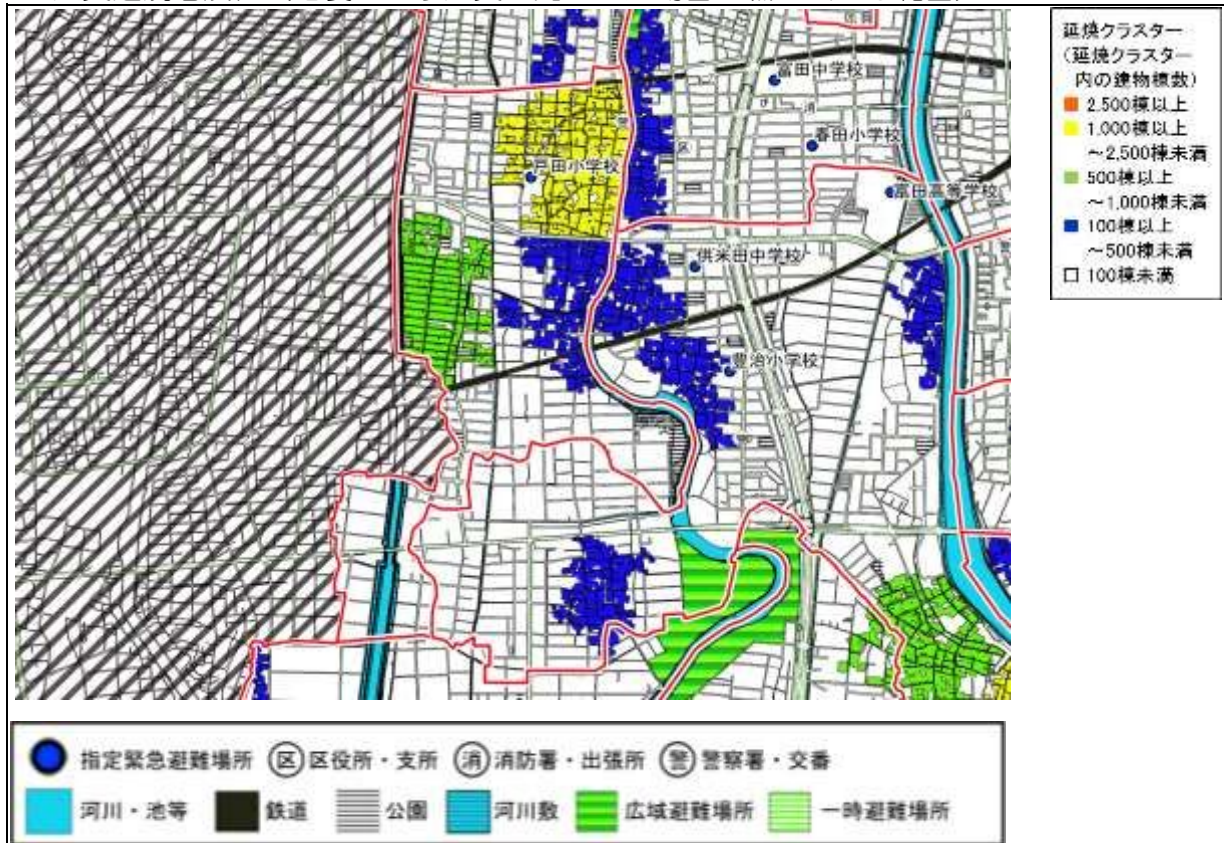 富田中学校
春田小学校
戸田小学校
富田高等学校
供米田中学校
豊治小学校
延焼クラスター
(延焼クラスター
内の建物棟数)
2,500棟以上
1,000棟以上
～2,500棟未満
500棟以上
～1,000棟未満
100棟以上
～500棟未満
100棟未満
指定緊急避難場所 区 区役所・支所 消 消防署・出張所 警 警察署・交番
河川・池等 鉄道 公園 河川敷 広域避難場所 一時避難場所